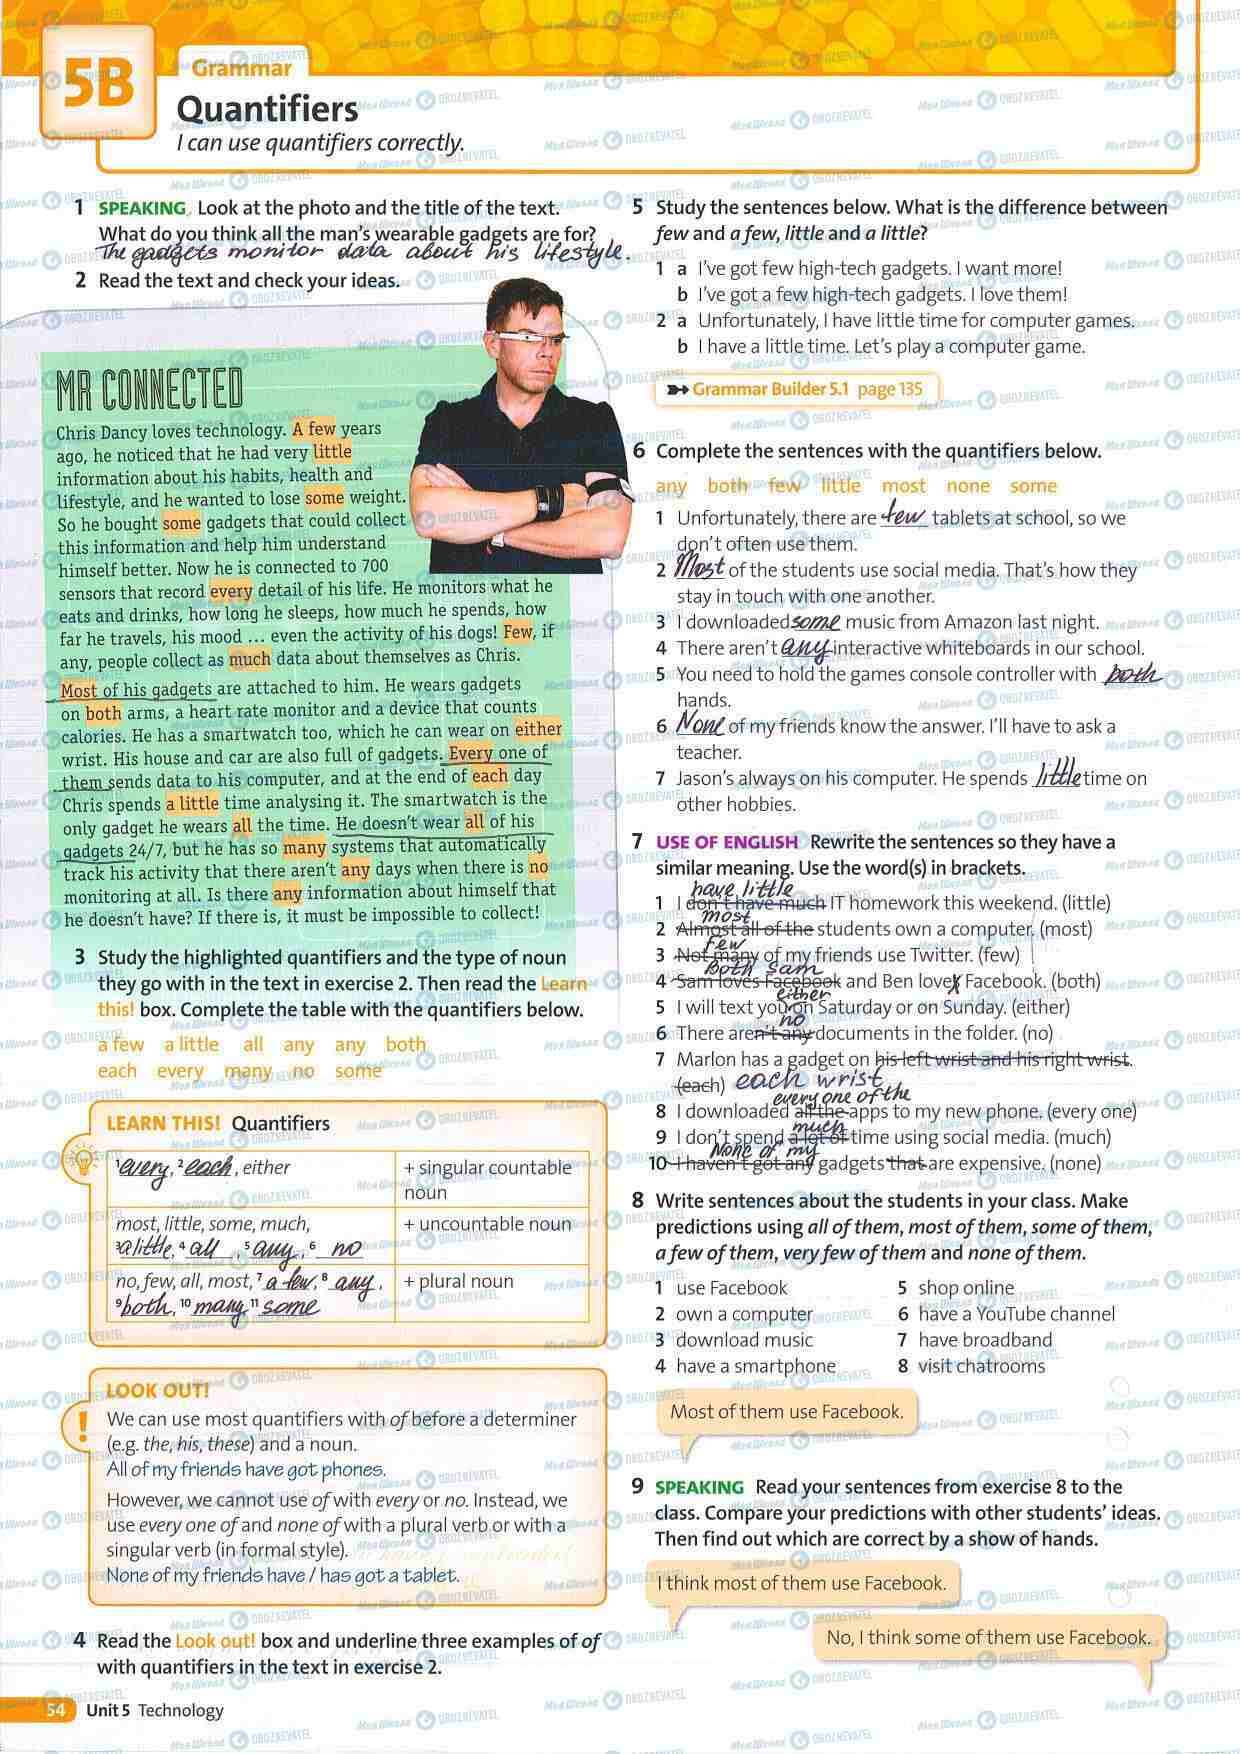 5B
Grammar
Quantifiers
I can use quantifiers correctly.
1 SPEAKING Look at the photo and the title of the text.
What do you think all the man's wearable gadgets are for?
The gadgets monitor data about his lifestyle.
2 Read the text and check your ideas.
MR CONNECTED
Chris Dancy loves technology. A few years
ago, he noticed that he had very little
information about his habits, health and
lifestyle, and he wanted to lose some weight.
So he bought some gadgets that could collect
this information and help him understand
himself better. Now he is connected to 700
sensors that record every detail of his life. He monitors what he
eats and drinks, how long he sleeps, how much he spends, how
far he travels, his mood ... even the activity of his dogs! Few, if
any, people collect as much data about themselves as Chris.
Most of his gadgets are attached to him. He wears gadgets
on both arms, a heart rate monitor and a device that counts
calories. He has a smartwatch too, which he can wear on either
wrist. His house and car are also full of gadgets. Every one of
them sends data to his computer, and at the end of each day
Chris spends a little time analysing it. The smartwatch is the
only gadget he wears all the time. He doesn't wear all of his
gadgets 24/7, but he has so many systems that automatically
track his activity that there aren't any days when there is no
monitoring at all. Is there any information about himself that
he doesn't have? If there is, it must be impossible to collect!
3 Study the highlighted quantifiers and the type of noun
they go with in the text in exercise 2. Then read the Learn
this! box. Complete the table with the quantifiers below.
a few a little all any any both
each every many no some
LEARN THIS! Quantifiers
1 every, 2 each, either
+ singular countable
noun
most, little, some, much,
3 a little, 4 all, 5 any, 6 no
+ uncountable noun
no, few, all, most, 7 a few, 8 any,
9 both, 10 many 11 some
+ plural noun
LOOK OUT!
We can use most quantifiers with of before a determiner
(e.g. the, his, these) and a noun.
All of my friends have got phones.
However, we cannot use of with every or no. Instead, we
use every one of and none of with a plural verb or with a
singular verb (in formal style).
None of my friends have / has got a tablet.
4 Read the Look out! box and underline three examples of of
with quantifiers in the text in exercise 2.
54 Unit 5 Technology
5 Study the sentences below. What is the difference between
few and a few, little and a little?
1 a I've got few high-tech gadgets. I want more!
b I've got a few high-tech gadgets. I love them!
2 a Unfortunately, I have little time for computer games.
b I have a little time. Let's play a computer game.
Grammar Builder 5.1 page 135
6 Complete the sentences with the quantifiers below.
any both few little most none some
1 Unfortunately, there are few tablets at school, so we
don't often use them.
2 Most of the students use social media. That's how they
stay in touch with one another.
3 I downloaded some music from Amazon last night.
4 There aren't any interactive whiteboards in our school.
5 You need to hold the games console controller with both
hands.
6 None of my friends know the answer. I'll have to ask a
teacher.
7 Jason's always on his computer. He spends little time on
other hobbies.
7 USE OF ENGLISH Rewrite the sentences so they have a
similar meaning. Use the word(s) in brackets.
have little
1 I don't have much IT homework this weekend. (little)
most
2 Almost all of the students own a computer. (most)
few
3 Not many of my friends use Twitter. (few)
Both Sam
4 Sam loves Facebook and Ben loves Facebook. (both)
either
5 I will text you on Saturday or on Sunday. (either)
no
6 There aren't any documents in the folder. (no)
7 Marlon has a gadget on his left wrist and his right wrist.
(each) each wrist
every one of the
8 I downloaded all the apps to my new phone. (every one)
much
9 I don't spend a lot of time using social media. (much)
None of my
10 I haven't got any gadgets that are expensive. (none)
8 Write sentences about the students in your class. Make
predictions using all of them, most of them, some of them,
a few of them, very few of them and none of them.
1 use Facebook
2 own a computer
3 download music
4 have a smartphone
5 shop online
6 have a YouTube channel
7 have broadband
8 visit chatrooms
Most of them use Facebook.
9 SPEAKING Read your sentences from exercise 8 to the
class. Compare your predictions with other students' ideas.
Then find out which are correct by a show of hands.
I think most of them use Facebook.
No, I think some of them use Facebook.